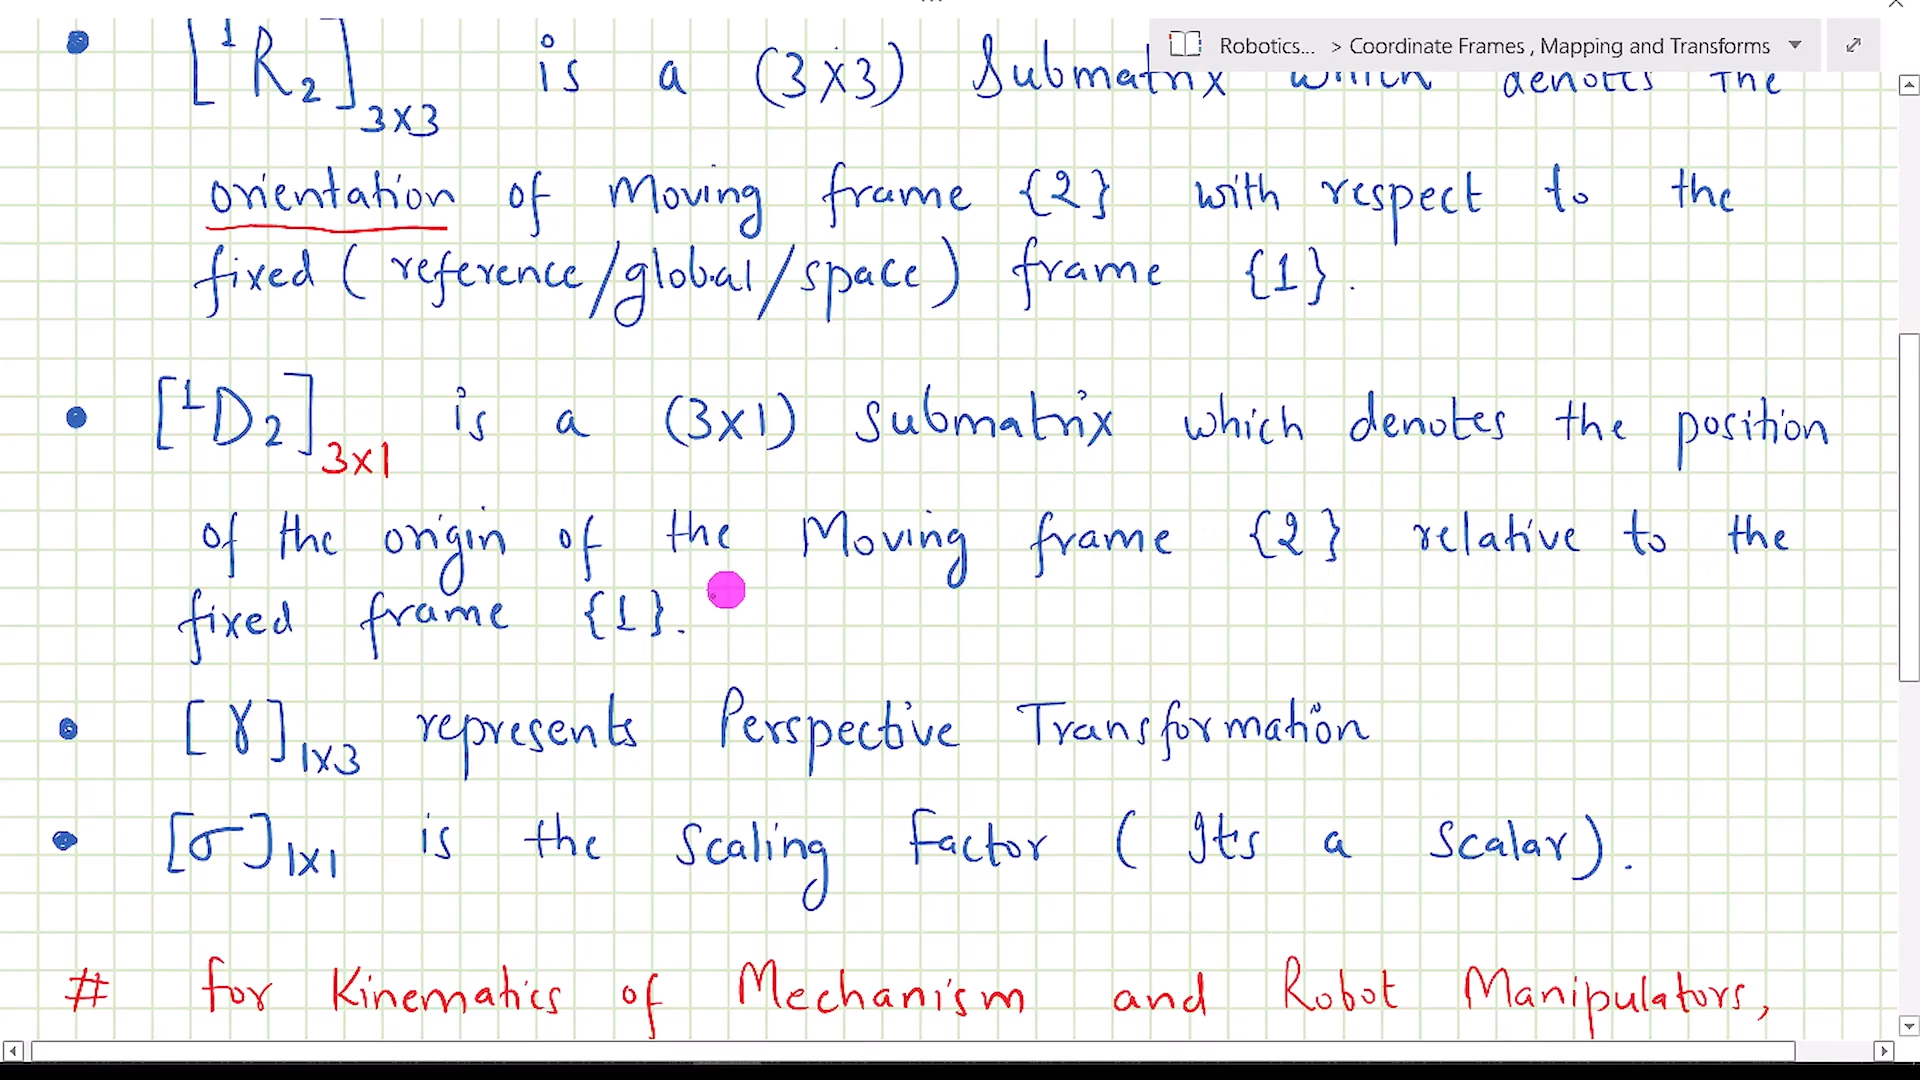 Robotics... > Coordinate Frames , Mapping and Transforms
[¹R₂]3x3 is a (3x3) Submatrix which denotes the
orientation of Moving frame {2} with respect to the
fixed (reference/global/space) frame {1}.
[¹D₂]3x1 is a (3x1) submatrix which denotes the position
of the origin of the Moving frame {2} relative to the
fixed frame {1}.
[γ]1x3 represents Perspective Transformation
[σ]1x1 is the Scaling Factor ( Its a Scalar).
# for Kinematics of Mechanism and Robot Manipulators,